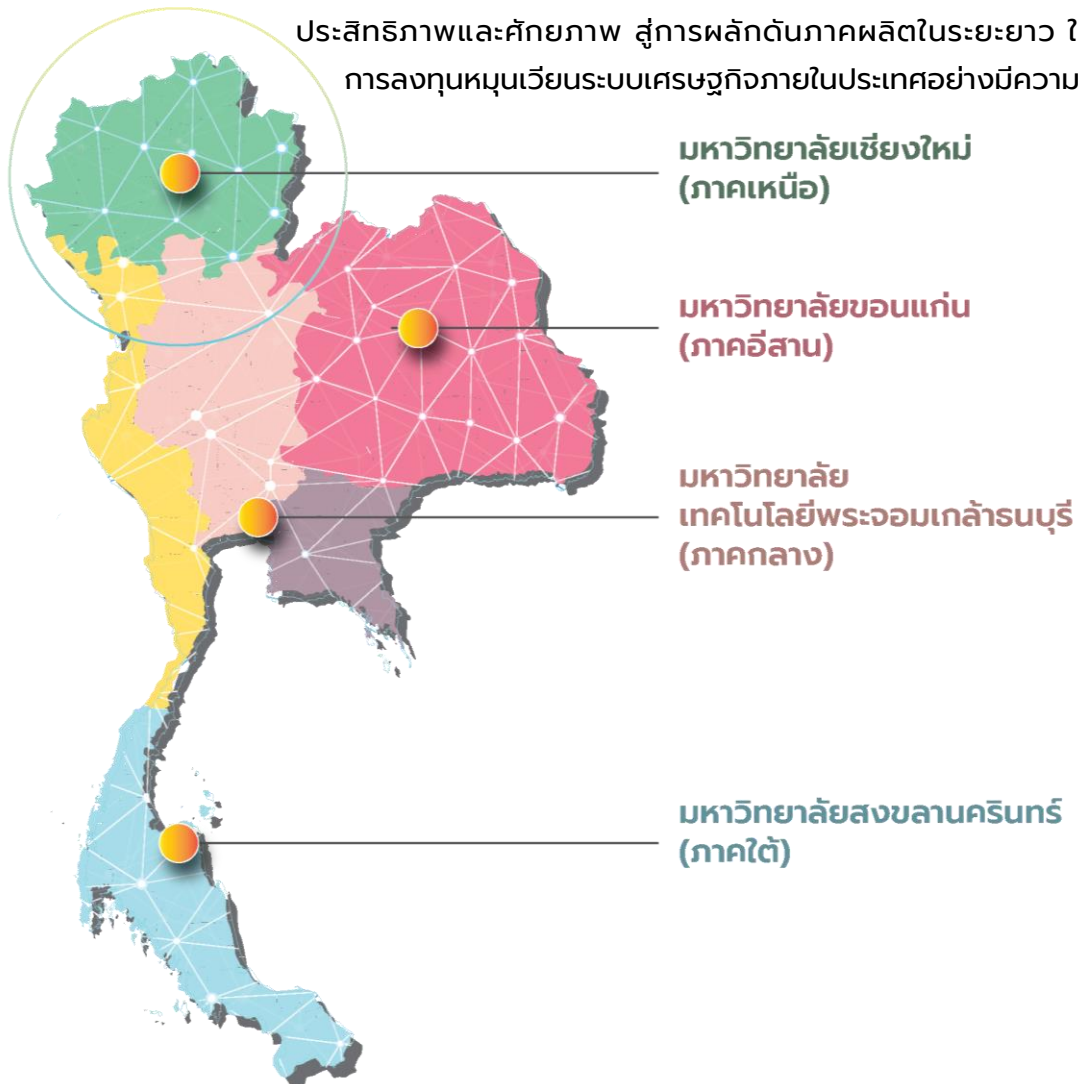 ประสิทธิภาพและศักยภาพ สู่การผลักดันภาคผลิตในระยะยาว ใ
การลงทุนหมุนเวียนระบบเศรษฐกิจภายในประเทศอย่างมีความ
มหาวิทยาลัยเชียงใหม่
(ภาคเหนือ)
มหาวิทยาลัยขอนแก่น
(ภาคอีสาน)
มหาวิทยาลัย
เทคโนโลยีพระจอมเกล้าธนบุรี
(ภาคกลาง)
มหาวิทยาลัยสงขลานครินทร์
(ภาคใต้)